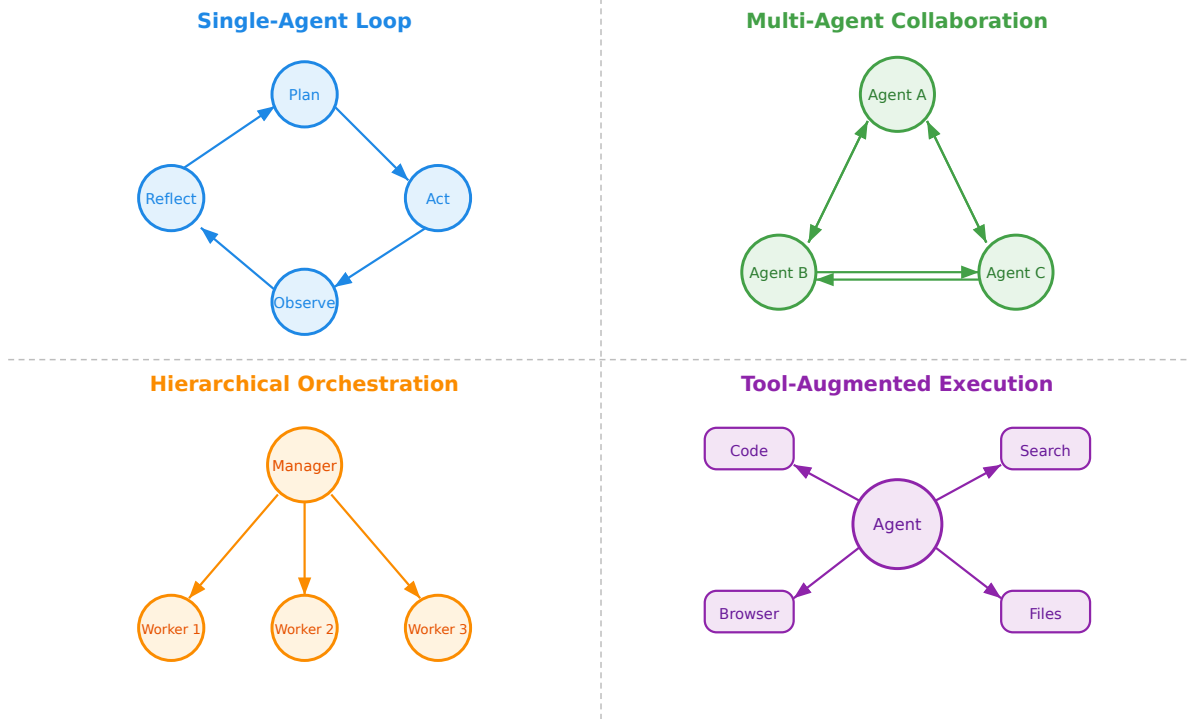 Single-Agent Loop
Plan
Reflect
Act
Observe
Multi-Agent Collaboration
Agent A
Agent B
Agent C
Hierarchical Orchestration
Manager
Worker 1
Worker 2
Worker 3
Tool-Augmented Execution
Code
Search
Agent
Browser
Files